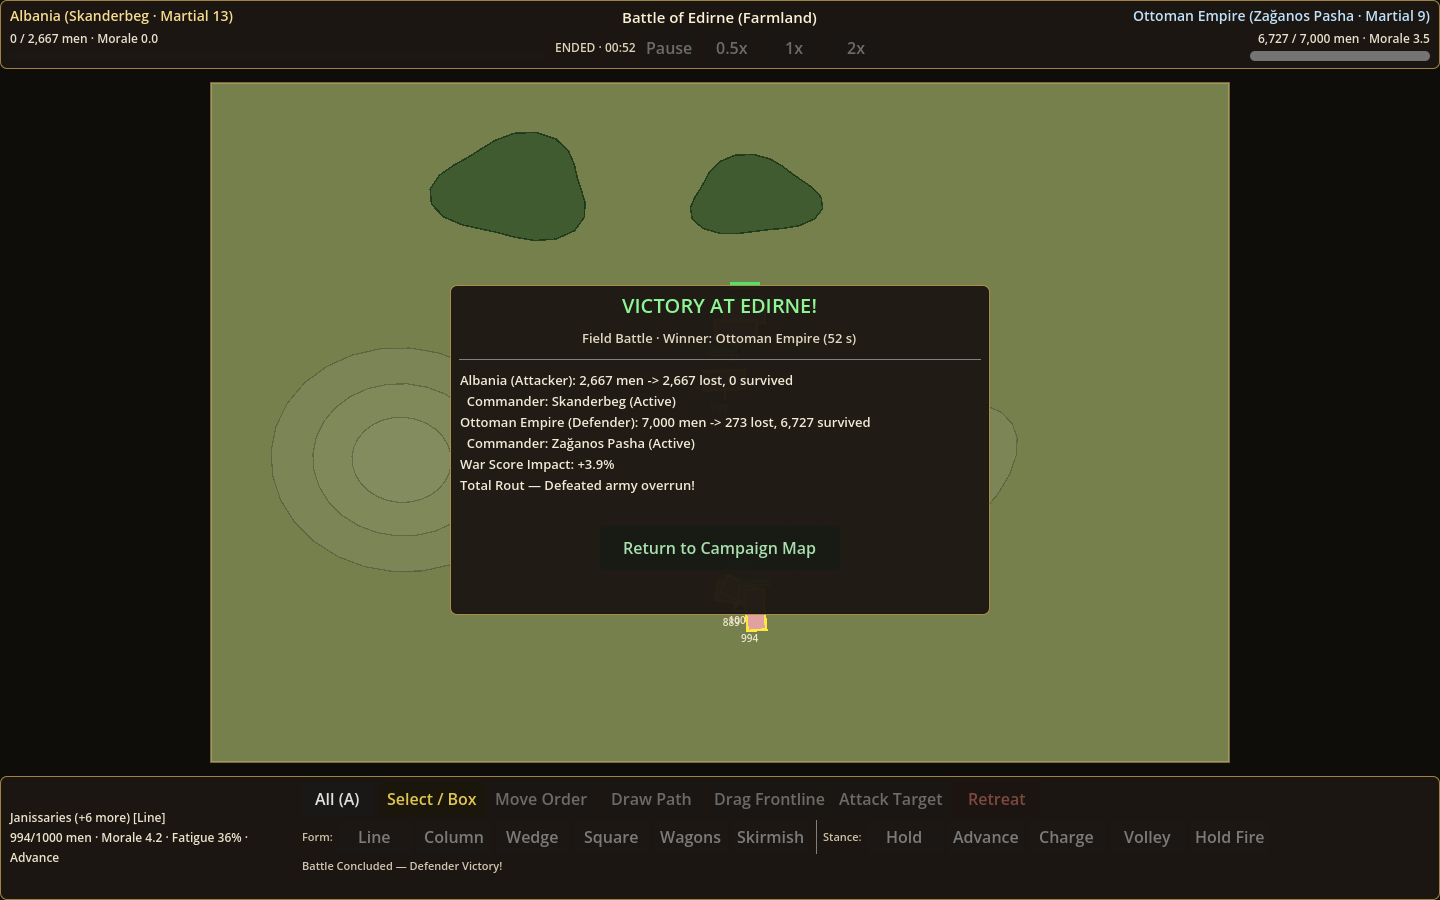 Albania (Skanderbeg · Martial 13)
0 / 2,667 men · Morale 0.0
Battle of Edirne (Farmland)
ENDED · 00:52 Pause 0.5x 1x 2x
Ottoman Empire (Zağanos Pasha · Martial 9)
6,727 / 7,000 men · Morale 3.5
VICTORY AT EDIRNE!
Field Battle · Winner: Ottoman Empire (52 s)
Albania (Attacker): 2,667 men -> 2,667 lost, 0 survived
Commander: Skanderbeg (Active)
Ottoman Empire (Defender): 7,000 men -> 273 lost, 6,727 survived
Commander: Zağanos Pasha (Active)
War Score Impact: +3.9%
Total Rout — Defeated army overrun!
Return to Campaign Map
994
Janissaries (+6 more) [Line]
994/1000 men · Morale 4.2 · Fatigue 36% ·
Advance
All (A) Select / Box Move Order Draw Path Drag Frontline Attack Target Retreat
Form: Line Column Wedge Square Wagons Skirmish Stance: Hold Advance Charge Volley Hold Fire
Battle Concluded — Defender Victory!